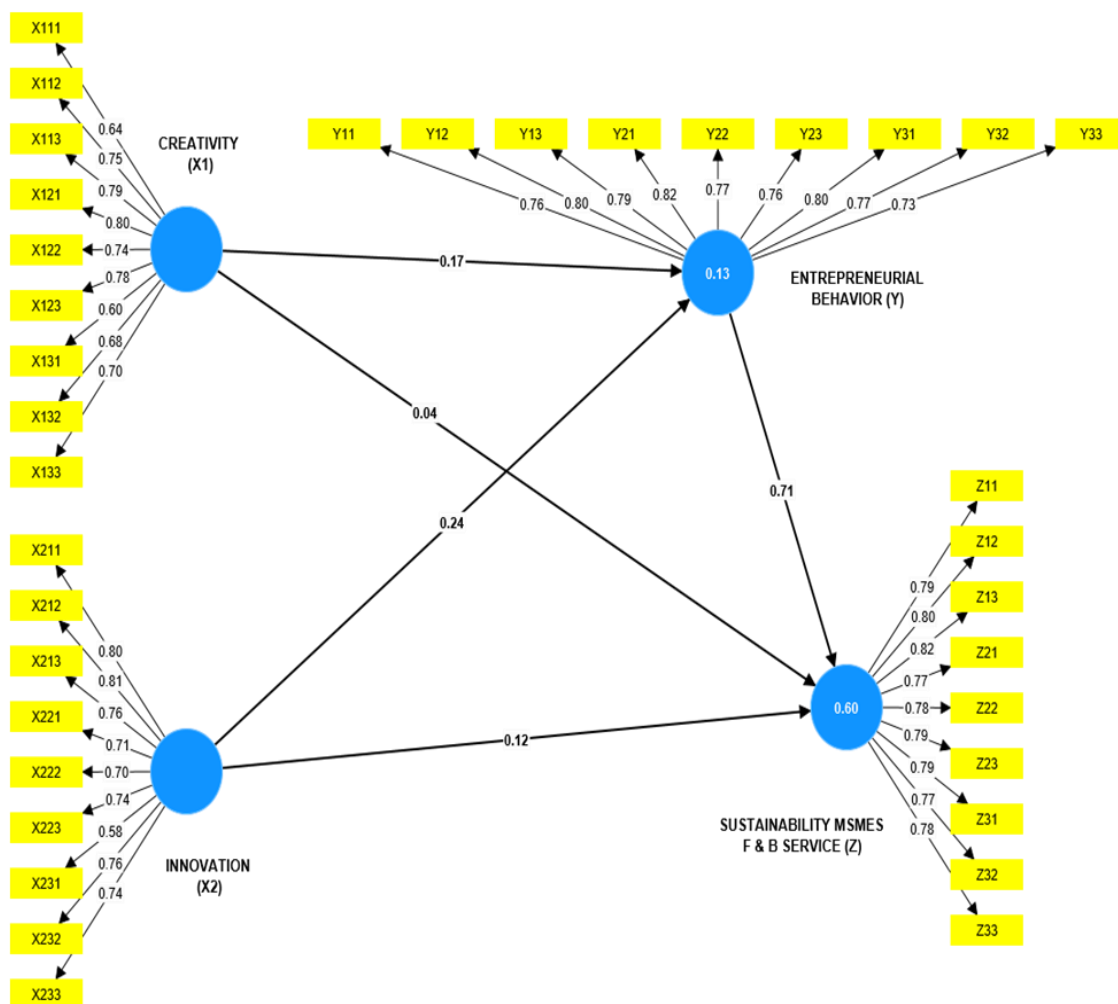 X111
X112
X113
X121
X122
X123
X131
X132
X133
0.64
0.75
0.79
0.80
0.74
0.78
0.60
0.68
0.70
CREATIVITY
(X1)
Y11
Y12
Y13
Y21
Y22
Y23
Y31
Y32
Y33
0.76
0.80
0.79
0.82
0.77
0.76
0.80
0.77
0.73
0.13
ENTREPRENEURIAL
BEHAVIOR (Y)
0.17
0.04
0.24
0.71
0.12
X211
X212
X213
X221
X222
X223
X231
X232
X233
0.80
0.81
0.76
0.71
0.70
0.74
0.58
0.76
0.74
INNOVATION
(X2)
Z11
Z12
Z13
Z21
Z22
Z23
Z31
Z32
Z33
0.79
0.80
0.82
0.77
0.78
0.79
0.79
0.77
0.78
0.60
SUSTAINABILITY MSMES
F & B SERVICE (Z)